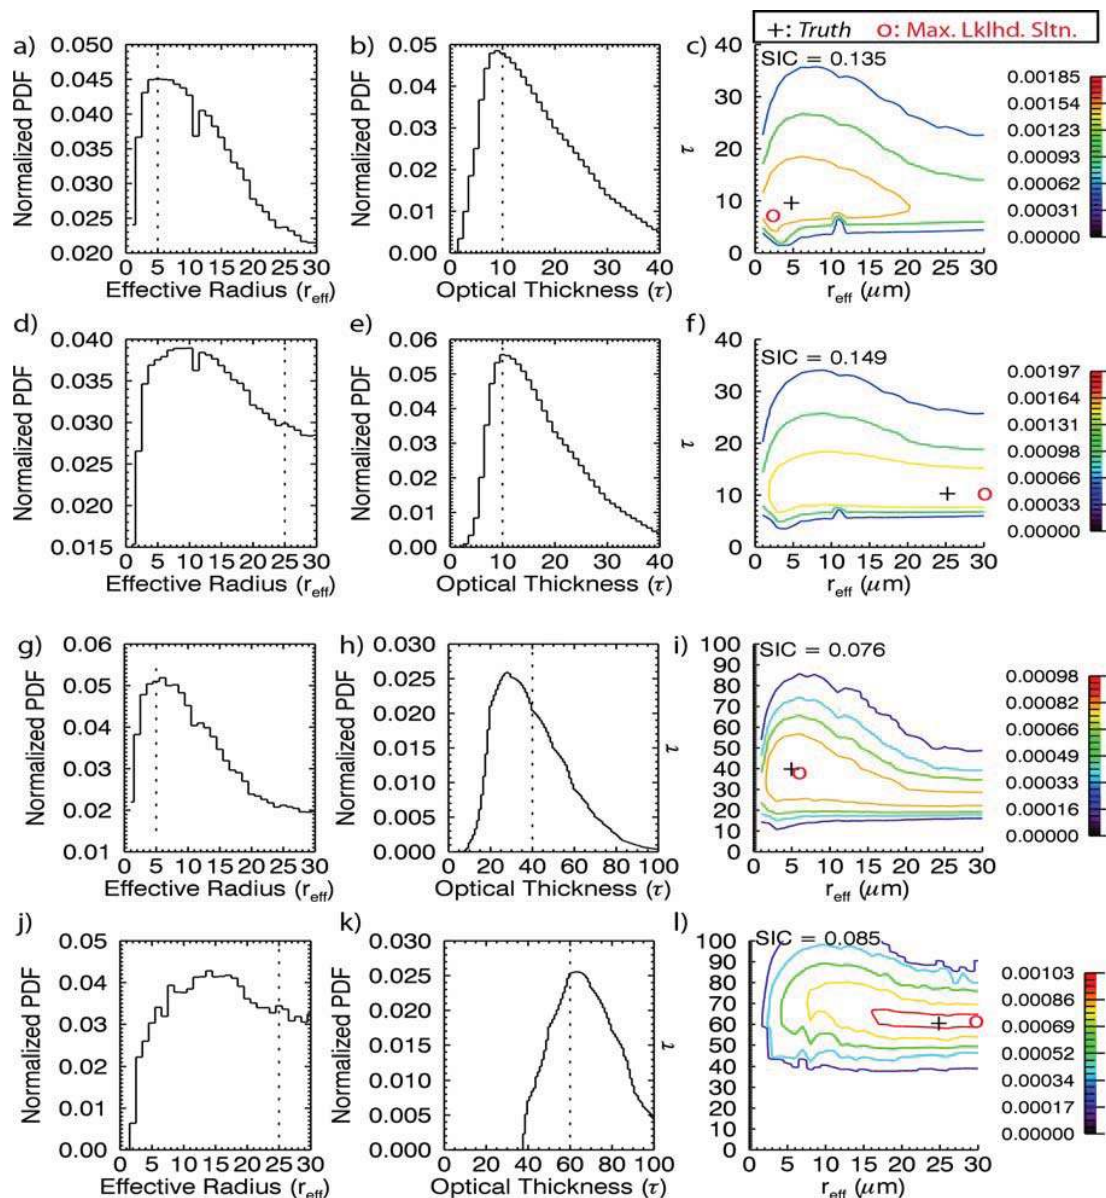 +: Truth o: Max. Lklhd. Sltn.
a)
0.050
0.045
0.040
0.035
0.030
0.025
0.020
Normalized PDF
0 5 10 15 20 25 30
Effective Radius (reff)
b)
0.05
0.04
0.03
0.02
0.01
0.00
Normalized PDF
0 10 20 30 40
Optical Thickness (τ)
c)
SIC = 0.135
40
30
20
10
0
τ
0 5 10 15 20 25 30
reff (μm)
0.00185
0.00154
0.00123
0.00093
0.00062
0.00031
0.00000
d)
0.040
0.035
0.030
0.025
0.020
0.015
Normalized PDF
0 5 10 15 20 25 30
Effective Radius (reff)
e)
0.06
0.05
0.04
0.03
0.02
0.01
0.00
Normalized PDF
0 10 20 30 40
Optical Thickness (τ)
f)
SIC = 0.149
40
30
20
10
0
τ
0 5 10 15 20 25 30
reff (μm)
0.00197
0.00164
0.00131
0.00098
0.00066
0.00033
0.00000
g)
0.06
0.05
0.04
0.03
0.02
0.01
Normalized PDF
0 5 10 15 20 25 30
Effective Radius (reff)
h)
0.030
0.025
0.020
0.015
0.010
0.005
0.000
Normalized PDF
0 20 40 60 80 100
Optical Thickness (τ)
i)
SIC = 0.076
100
90
80
70
60
50
40
30
20
10
0
τ
0 5 10 15 20 25 30
reff (μm)
0.00098
0.00082
0.00066
0.00049
0.00033
0.00016
0.00000
j)
0.05
0.04
0.03
0.02
0.01
0.00
Normalized PDF
0 5 10 15 20 25 30
Effective Radius (reff)
k)
0.030
0.025
0.020
0.015
0.010
0.005
0.000
Normalized PDF
0 20 40 60 80 100
Optical Thickness (τ)
l)
SIC = 0.085
100
90
80
70
60
50
40
30
20
10
0
τ
0 5 10 15 20 25 30
reff (μm)
0.00103
0.00086
0.00069
0.00052
0.00034
0.00017
0.00000